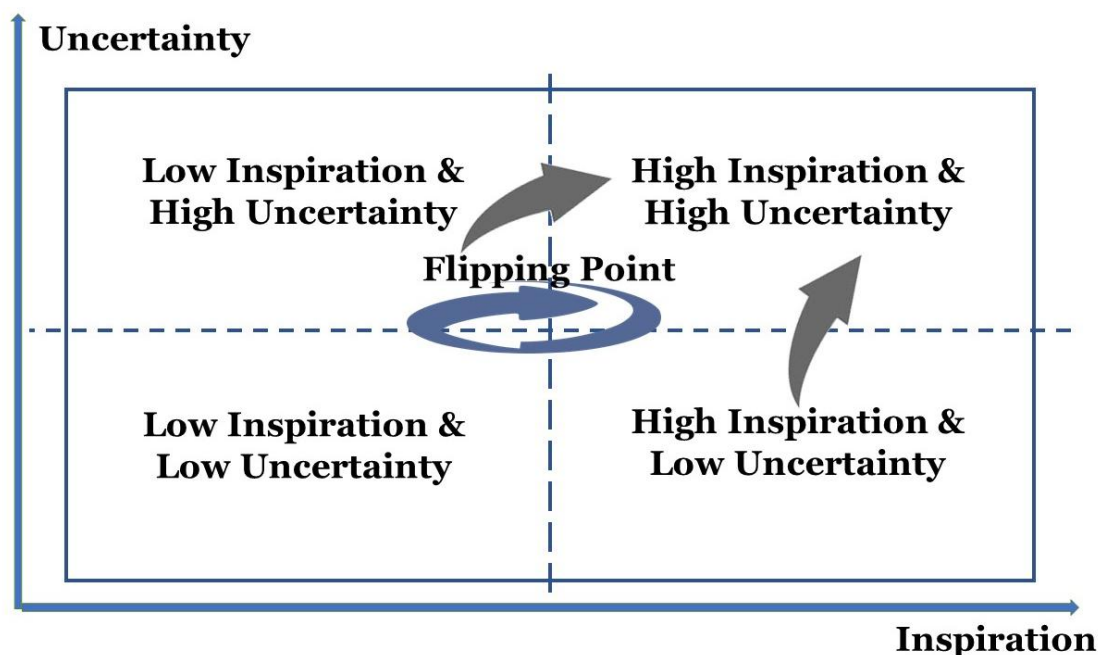 Uncertainty
Low Inspiration &
High Uncertainty
High Inspiration &
High Uncertainty
Flipping Point
Low Inspiration &
Low Uncertainty
High Inspiration &
Low Uncertainty
Inspiration